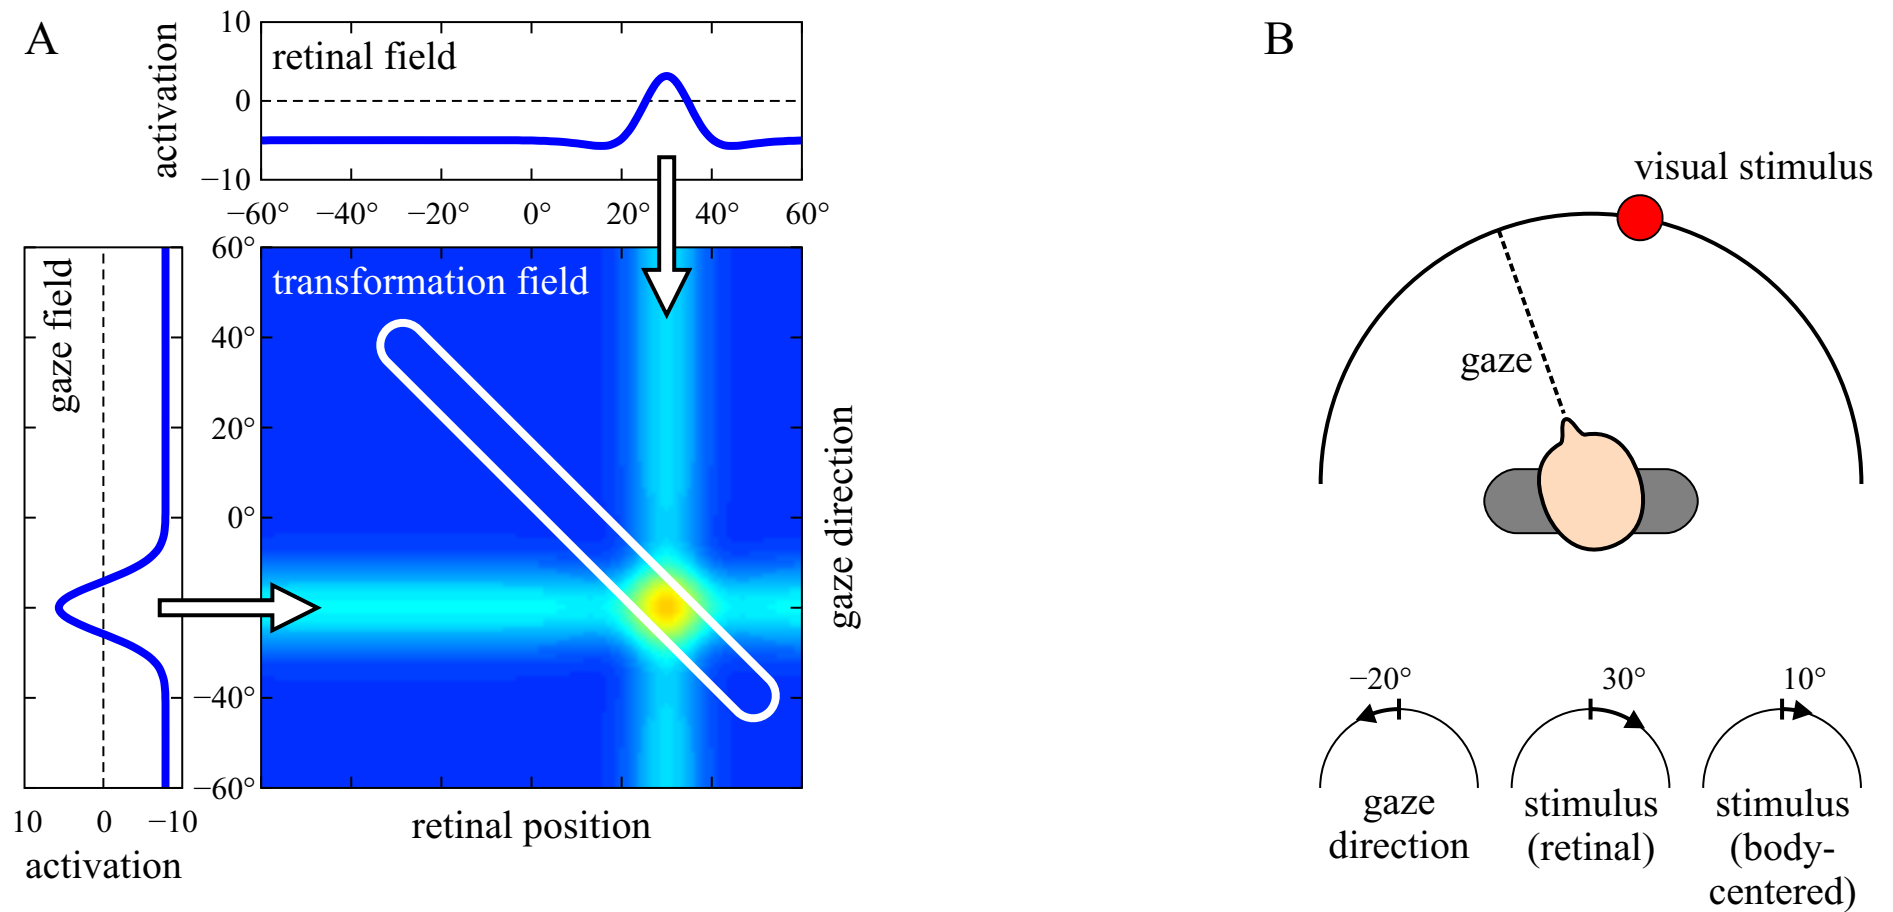 A
activation
10
0
−10
retinal field
−60° −40° −20° 0° 20° 40° 60°
gaze field
10 0 −10
activation
transformation field
60°
40°
20°
0°
−40°
−60°
retinal position
gaze direction
B
visual stimulus
gaze
−20°
gaze
direction
30°
stimulus
(retinal)
10°
stimulus
(body-
centered)